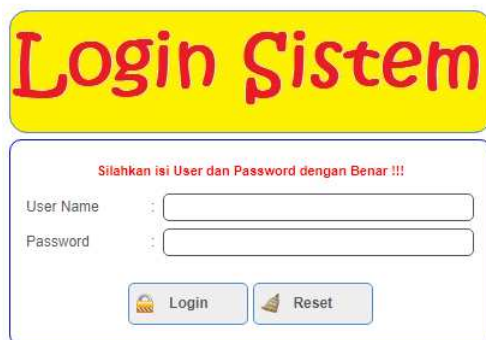 Login Sistem
Silahkan isi User dan Password dengan Benar !!!
User Name :
Password :
Login Reset